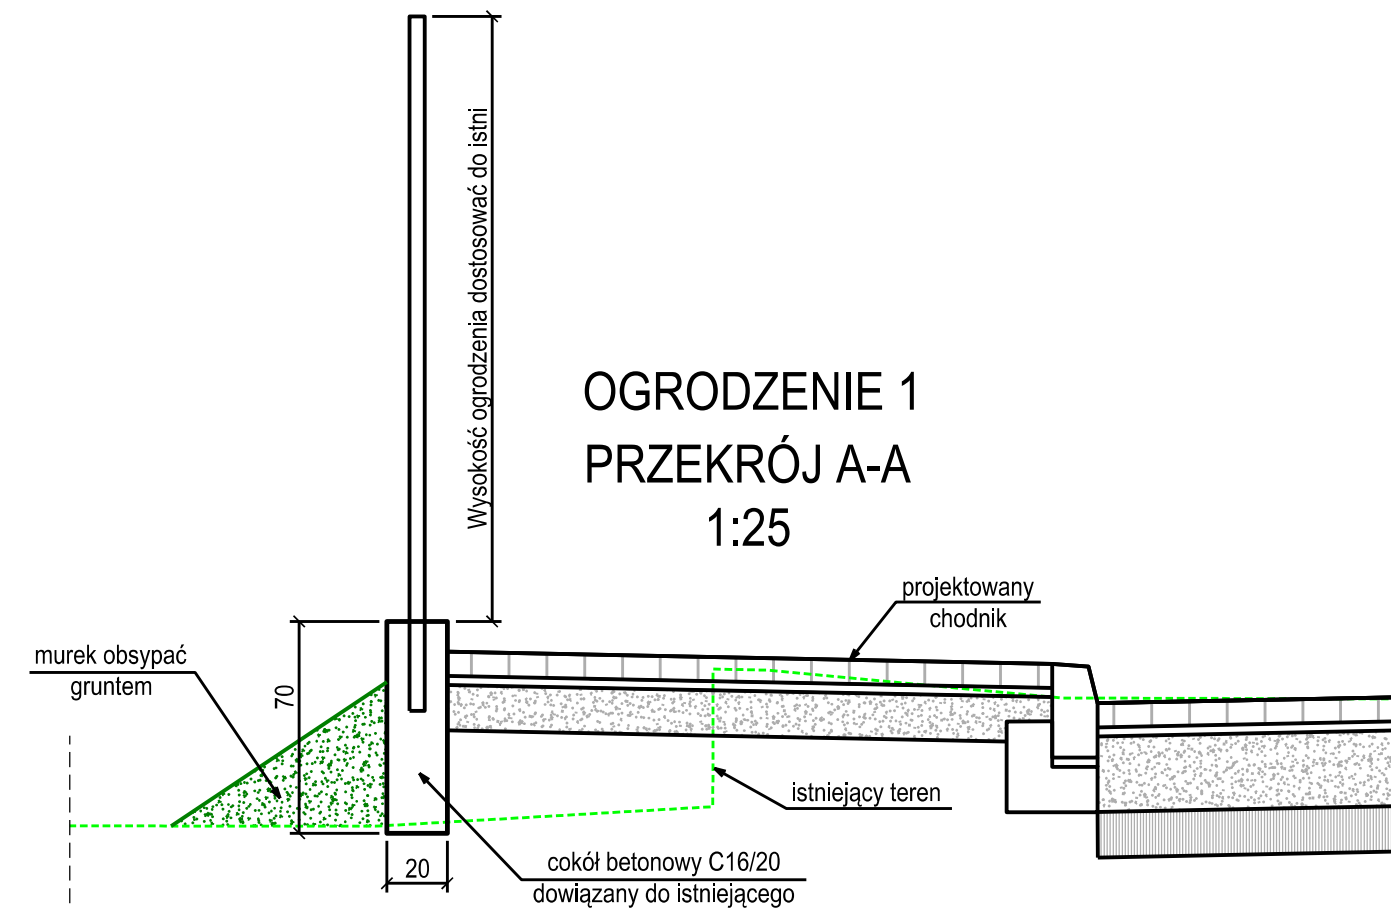 Wysokość ogrodzenia dostosować do istni
OGRODZENIE 1
PRZEKRÓJ A-A
1:25
projektowany
chodnik
murek obsypać
gruntem
70
istniejący teren
20
cokół betonowy C16/20
dowiązany do istniejącego